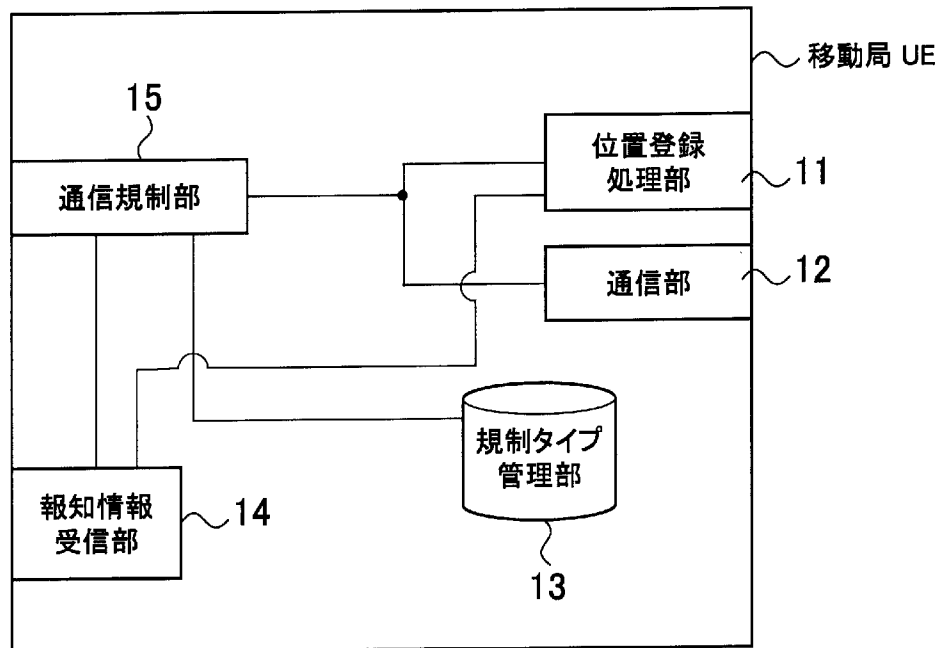 移動局 UE
15
通信規制部
位置登録
処理部
11
通信部
12
規制タイプ
管理部
13
報知情報
受信部
14